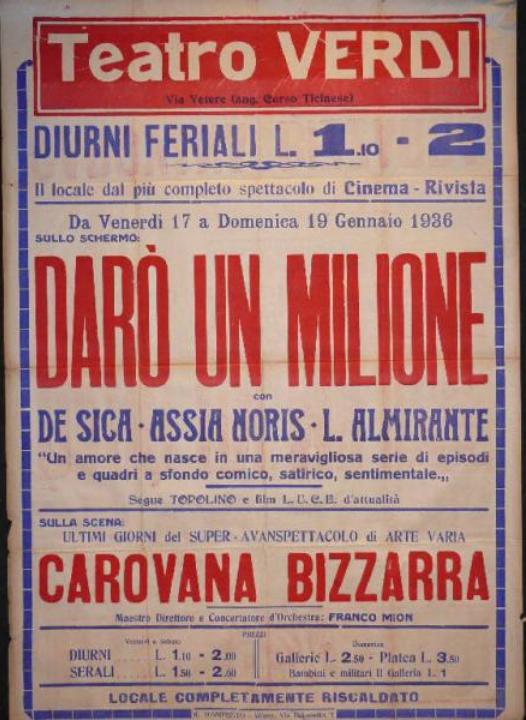 Teatro VERDI
Via Vetere (ang. Corso Ticinese)
DIURNI FERIALI L. 1.10 - 2
Il locale dal più completo spettacolo di Cinema - Rivista
Da Venerdì 17 a Domenica 19 Gennaio 1936
SULLO SCHERMO:
DARÒ UN MILIONE
con
DE SICA · ASSIA NORIS · L. ALMIRANTE
"Un amore che nasce in una meravigliosa serie di episodi
e quadri a sfondo comico, satirico, sentimentale.„
Segue TOPOLINO e film L. U. C. E. d'attualità
SULLA SCENA:
ULTIMI GIORNI del SUPER - AVANSPETTACOLO di ARTE VARIA
CAROVANA BIZZARRA
Maestro Direttore e Concertatore d'Orchestra: FRANCO MION
PREZZI
Venerdì e Sabato
DIURNI ..... L. 1.10 - 2.00
SERALI ..... L. 1.50 - 2.60
Domenica
Gallerie L. 2.50 - Platea L. 3.50
Bambini e militari II Galleria L. 1
LOCALE COMPLETAMENTE RISCALDATO